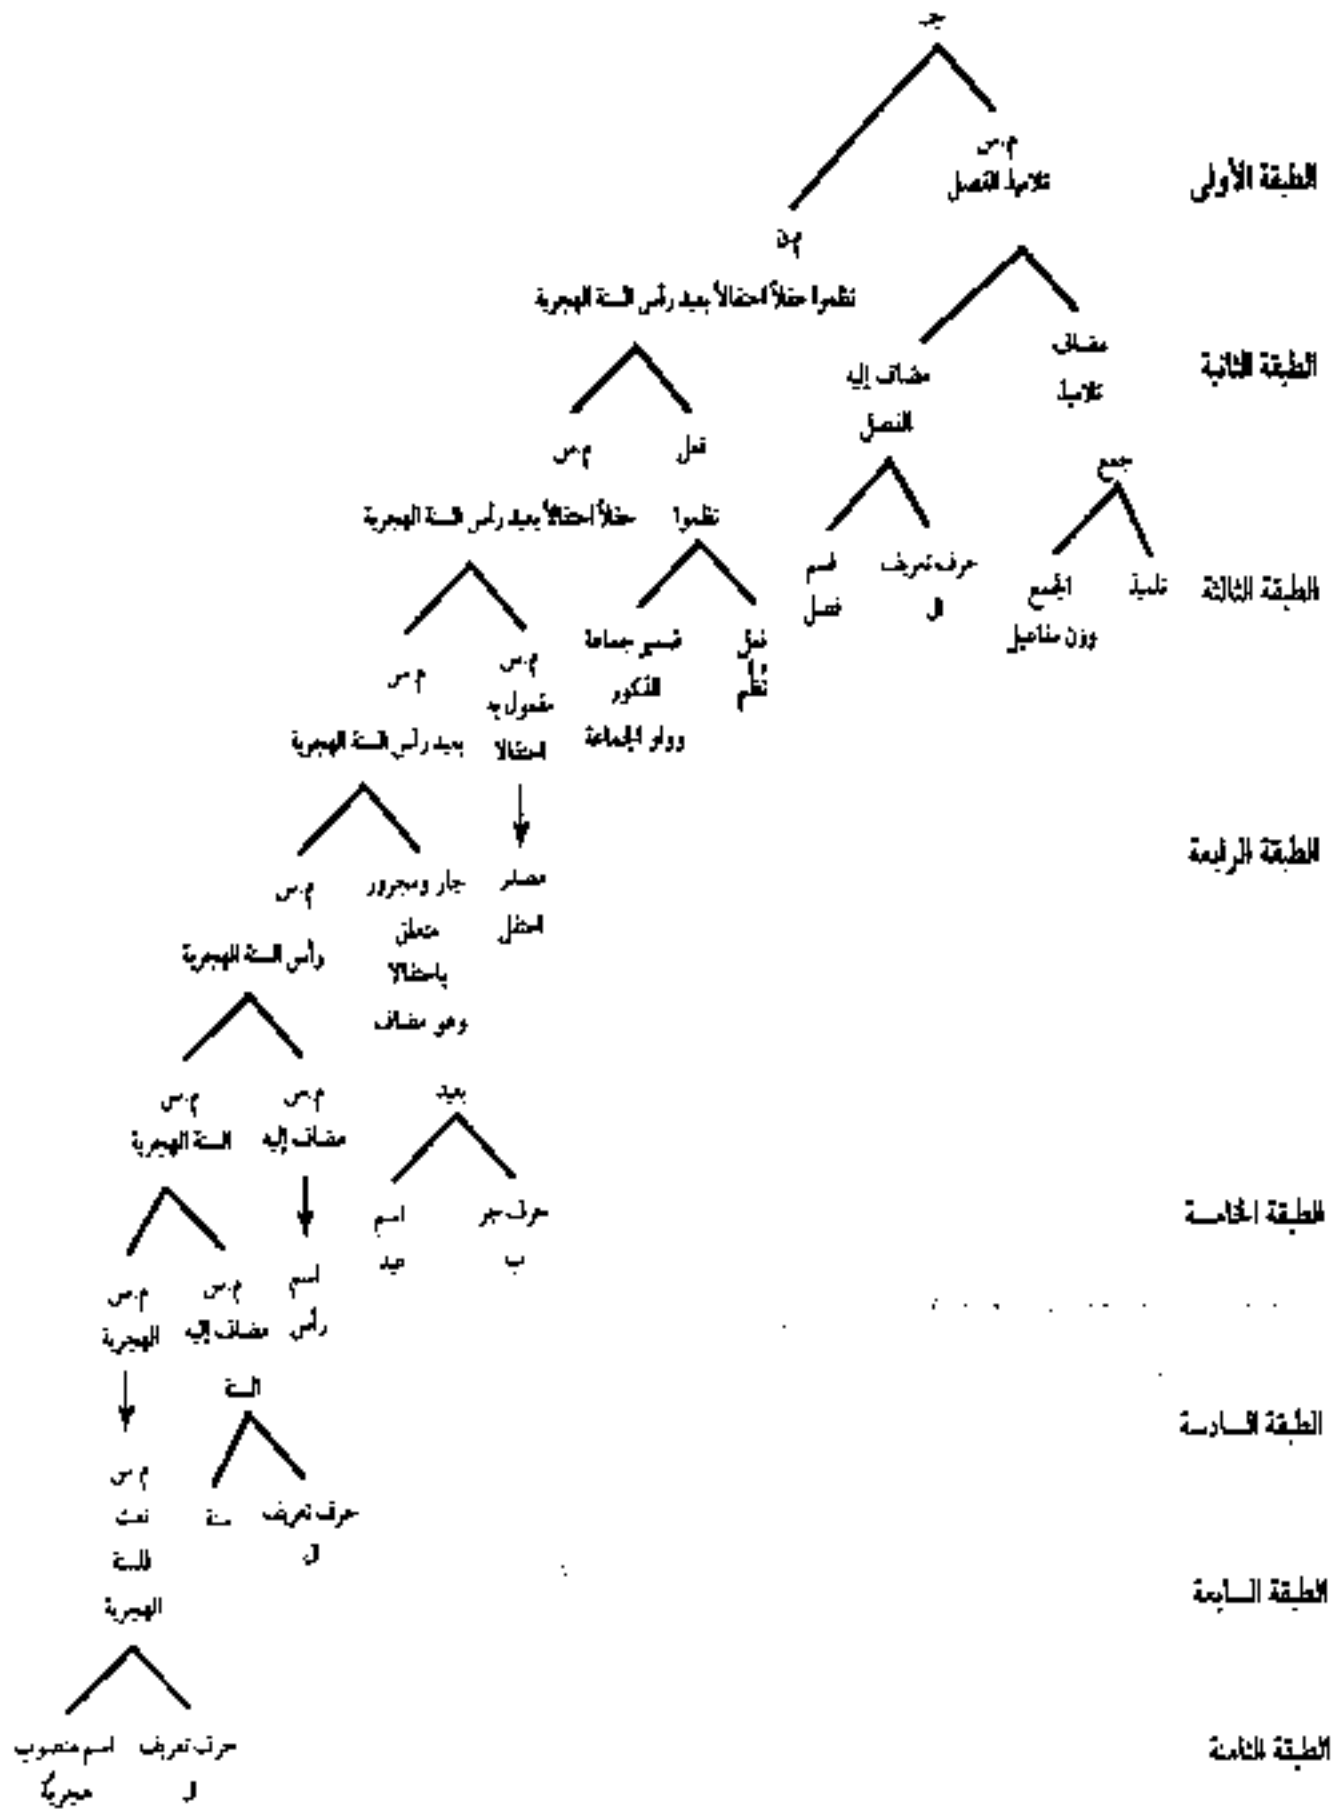 جـ
م.س
تلاميذ الفصل
الطبقة الأولى
م.ن
نظموا حفلاً احتفالاً بعيد رأس السنة الهجرية
مضاف
تلاميذ
مضاف إليه
الفصل
الطبقة الثانية
فعل
م.س
جمع
نظموا
حفلاً احتفالاً بعيد رأس السنة الهجرية
تلميذ
الجمع
وزن مفاعيل
حرف تعريف
ال
اسم
فصل
الطبقة الثالثة
فعل
نظم
ضمير جماعة
الذكور
وواو الجماعة
م.س
مفعول به
احتفالا
م.س
بعيد رأس السنة الهجرية
الطبقة الرابعة
مصدر
احتفل
جار ومجرور
متعلق
باحتفالا
وهو مضاف
م.س
رأس السنة الهجرية
بعيد
م.س
مضاف إليه
م.س
السنة الهجرية
الطبقة الخامسة
حرف جر
ب
اسم
عيد
اسم
رأس
م.س
مضاف إليه
م.س
الهجرية
السنة
الطبقة السادسة
حرف تعريف
ال
سنة
م.س
نعت
للسنة
الهجرية
الطبقة السابعة
حرف تعريف
ال
اسم منصوب
هجرية
الطبقة الثامنة